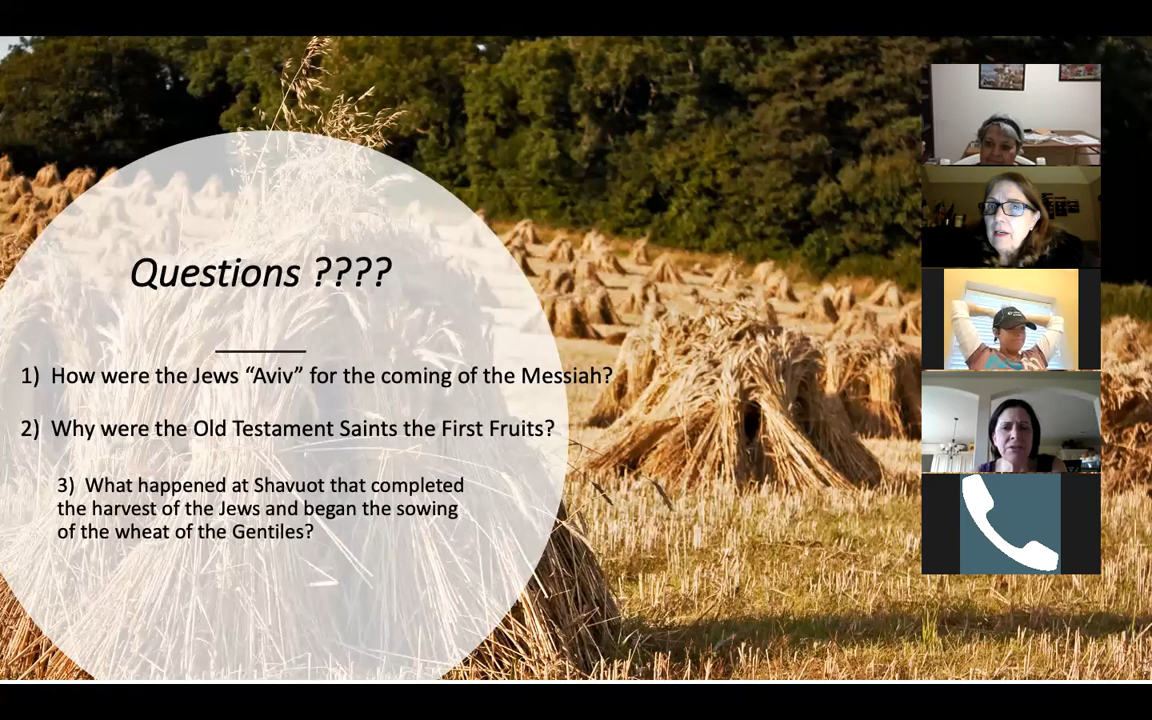 Questions ????
1) How were the Jews “Aviv” for the coming of the Messiah?
2) Why were the Old Testament Saints the First Fruits?
3) What happened at Shavuot that completed
the harvest of the Jews and began the sowing
of the wheat of the Gentiles?